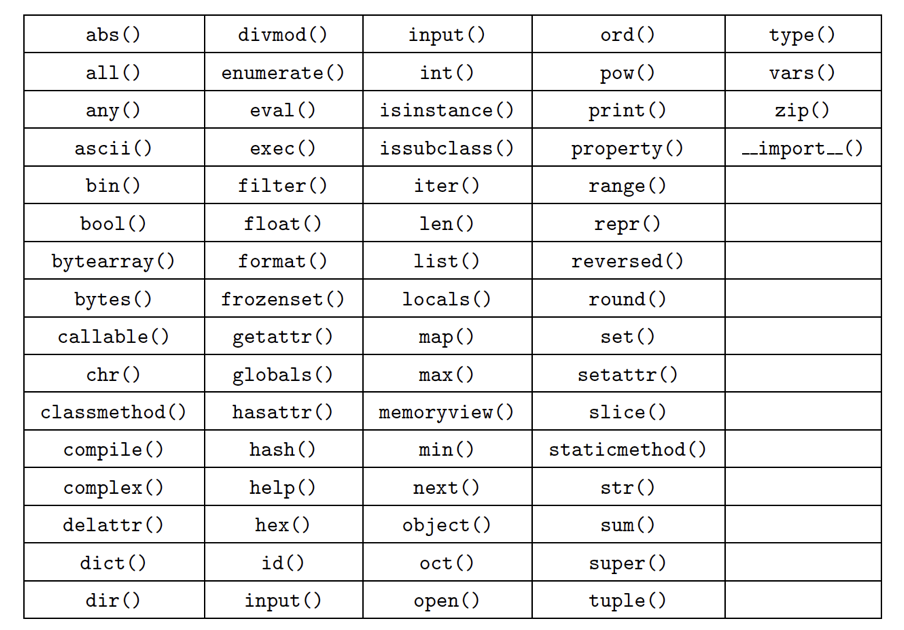 abs() divmod() input() ord() type()
all() enumerate() int() pow() vars()
any() eval() isinstance() print() zip()
ascii() exec() issubclass() property() __import__()
bin() filter() iter() range()
bool() float() len() repr()
bytearray() format() list() reversed()
bytes() frozenset() locals() round()
callable() getattr() map() set()
chr() globals() max() setattr()
classmethod() hasattr() memoryview() slice()
compile() hash() min() staticmethod()
complex() help() next() str()
delattr() hex() object() sum()
dict() id() oct() super()
dir() input() open() tuple()